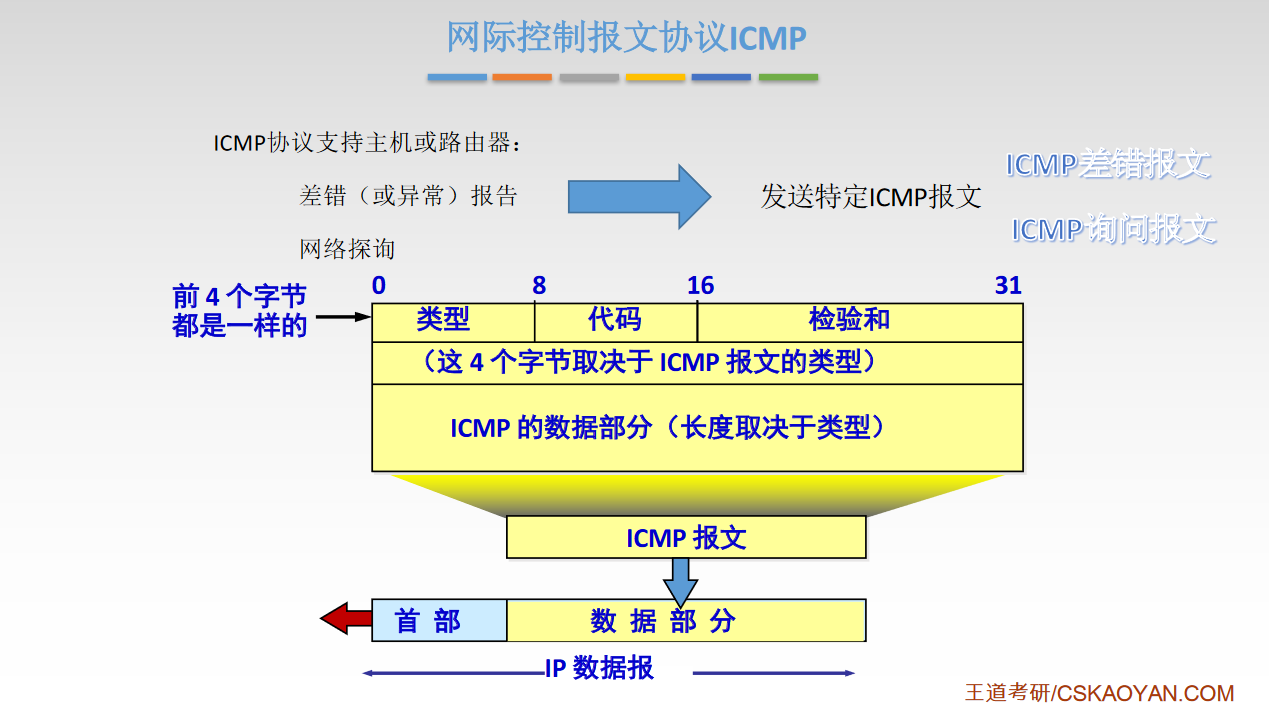 网际控制报文协议ICMP
ICMP协议支持主机或路由器：
差错（或异常）报告
网络探询
发送特定ICMP报文
ICMP差错报文
ICMP询问报文
前 4 个字节
都是一样的
0 8 16 31
类型 代码 检验和
（这 4 个字节取决于 ICMP 报文的类型）
ICMP 的数据部分（长度取决于类型）
ICMP 报文
首 部 数 据 部 分
IP 数据报
王道考研/CSKAOYAN.COM